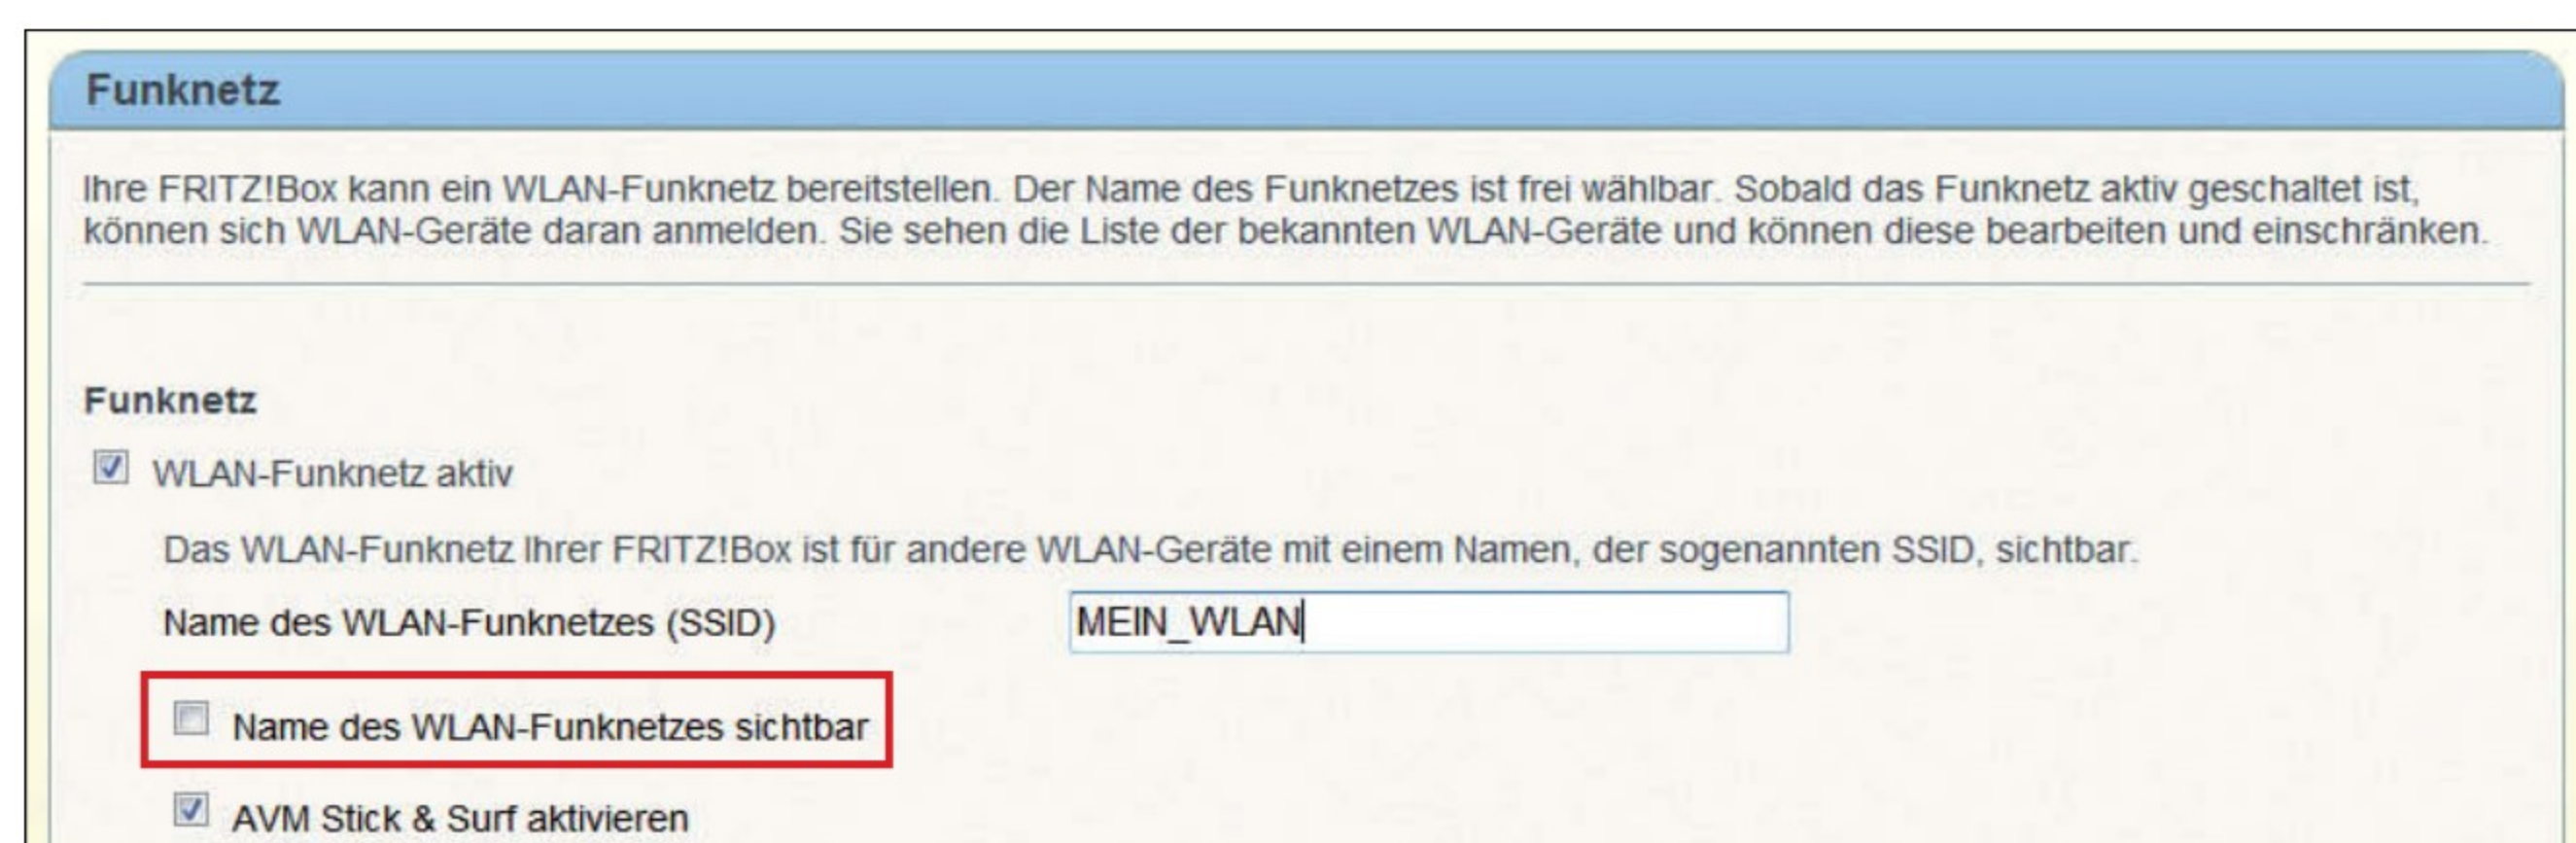 Funknetz
Ihre FRITZ!Box kann ein WLAN-Funknetz bereitstellen. Der Name des Funknetzes ist frei wählbar. Sobald das Funknetz aktiv geschaltet ist,
können sich WLAN-Geräte daran anmelden. Sie sehen die Liste der bekannten WLAN-Geräte und können diese bearbeiten und einschränken.
Funknetz
WLAN-Funknetz aktiv
Das WLAN-Funknetz Ihrer FRITZ!Box ist für andere WLAN-Geräte mit einem Namen, der sogenannten SSID, sichtbar.
Name des WLAN-Funknetzes (SSID) MEIN_WLAN
Name des WLAN-Funknetzes sichtbar
AVM Stick & Surf aktivieren